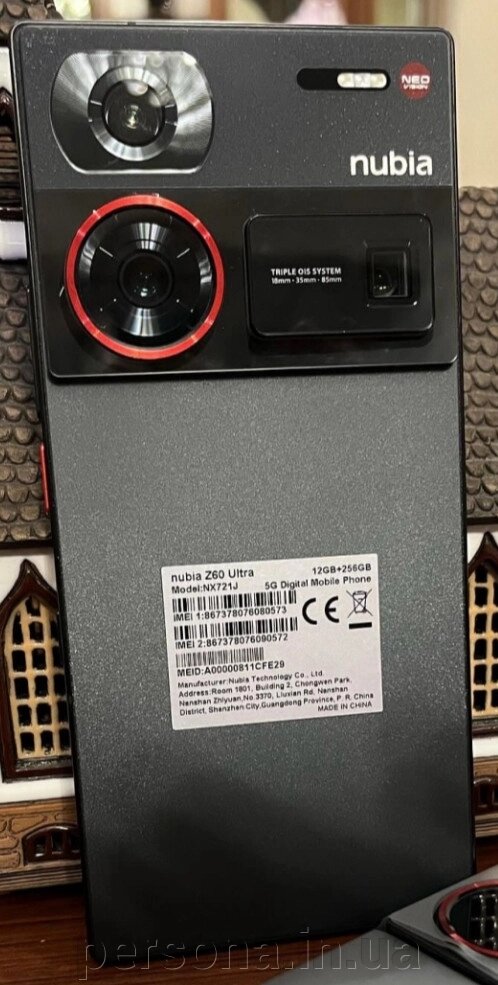 NEO
VISION
nubia
TRIPLE OIS SYSTEM
18mm · 35mm · 85mm
nubia Z60 Ultra 12GB+256GB
Model:NX721J 5G Digital Mobile Phone
IMEI 1:867378076080573
IMEI 2:867378076090572
MEID:A00000811CFE29
Manufacturer:Nubia Technology Co., Ltd.
Address:Room 1801, Building 2, Chongwen Park,
Nanshan Zhiyuan,No.3370, Liuxian Rd, Nanshan
District, Shenzhen City,Guangdong Province, P. R. China
MADE IN CHINA
persona.in.ua